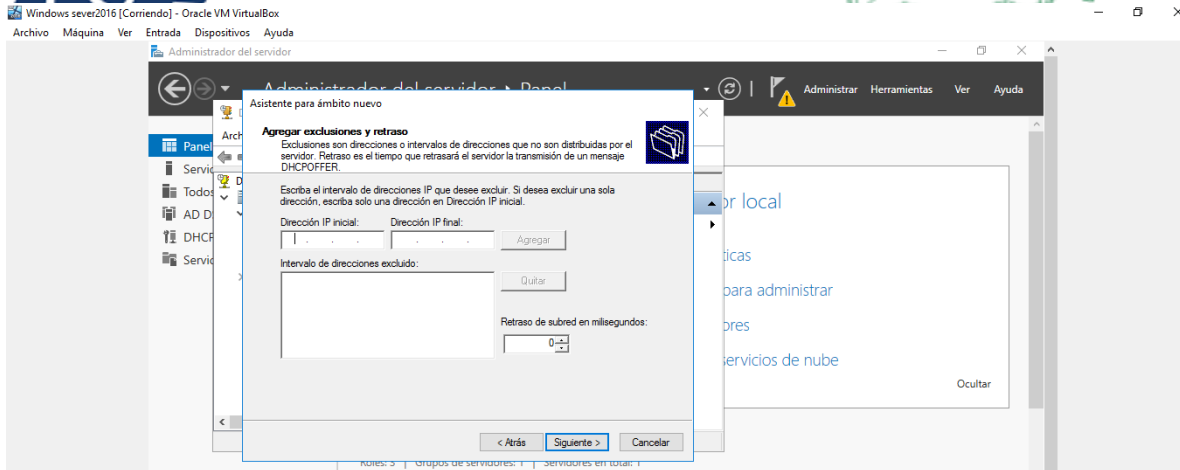 Windows sever2016 [Corriendo] - Oracle VM VirtualBox
Archivo Máquina Ver Entrada Dispositivos Ayuda
Administrador del servidor
Administrador del servidor Panel
Administrar Herramientas Ver Ayuda
Asistente para ámbito nuevo
Arch
Agregar exclusiones y retraso
Exclusiones son direcciones o intervalos de direcciones que no son distribuidas por el
servidor. Retraso es el tiempo que retrasará el servidor la transmisión de un mensaje
DHCPOFFER.
Panel
Servic
Todos
AD D
DHCP
Servic
D
Escriba el intervalo de direcciones IP que desee excluir. Si desea excluir una sola
dirección, escriba solo una dirección en Dirección IP inicial.
Dirección IP inicial: Dirección IP final:
Agregar
Intervalo de direcciones excluido:
Quitar
Retraso de subred en milisegundos:
0
or local
ticas
para administrar
ores
servicios de nube
Ocultar
< Atrás Siguiente > Cancelar
Roles: 3 | Grupos de servidores: 1 | Servidores en total: 1